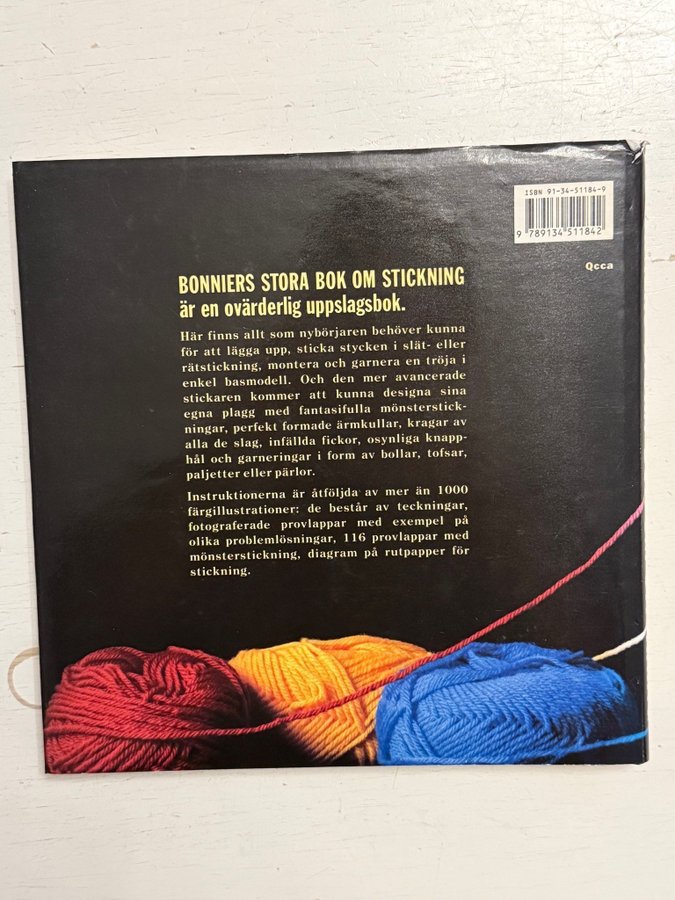 ISBN 91-34-51184-9
9 789134 511842
Qcca
BONNIERS STORA BOK OM STICKNING
är en ovärderlig uppslagsbok.
Här finns allt som nybörjaren behöver kunna
för att lägga upp, sticka stycken i slät- eller
rätstickning, montera och garnera en tröja i
enkel basmodell. Och den mer avancerade
stickaren kommer att kunna designa sina
egna plagg med fantasifulla mönsterstick-
ningar, perfekt formade ärmkullar, kragar av
alla de slag, infällda fickor, osynliga knapp-
hål och garneringar i form av bollar, tofsar,
paljetter eller pärlor.
Instruktionerna är åtföljda av mer än 1000
färgillustrationer: de består av teckningar,
fotograferade provlappar med exempel på
olika problemlösningar, 116 provlappar med
mönsterstickning, diagram på rutpapper för
stickning.